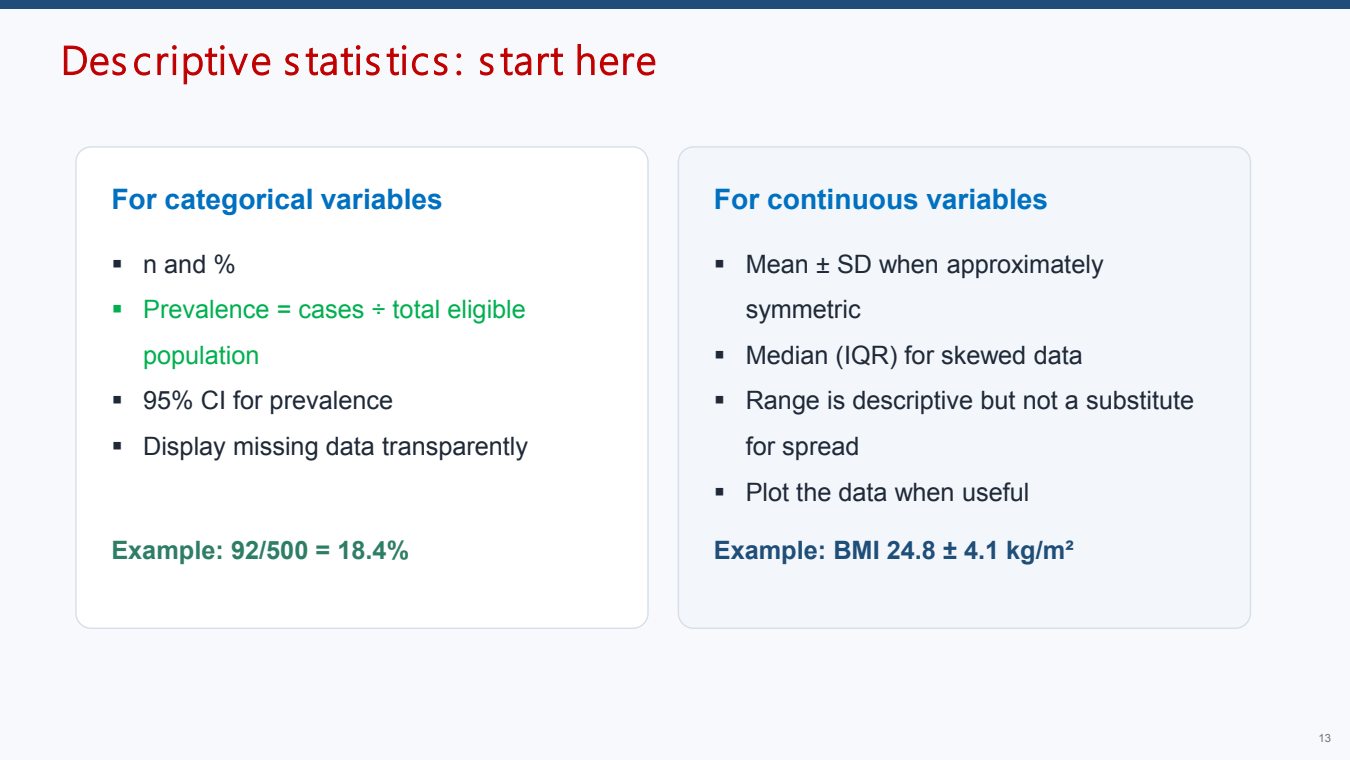 Descriptive statistics: start here
For categorical variables
▪ n and %
▪ Prevalence = cases ÷ total eligible
population
▪ 95% CI for prevalence
▪ Display missing data transparently
Example: 92/500 = 18.4%
For continuous variables
▪ Mean ± SD when approximately
symmetric
▪ Median (IQR) for skewed data
▪ Range is descriptive but not a substitute
for spread
▪ Plot the data when useful
Example: BMI 24.8 ± 4.1 kg/m²
13